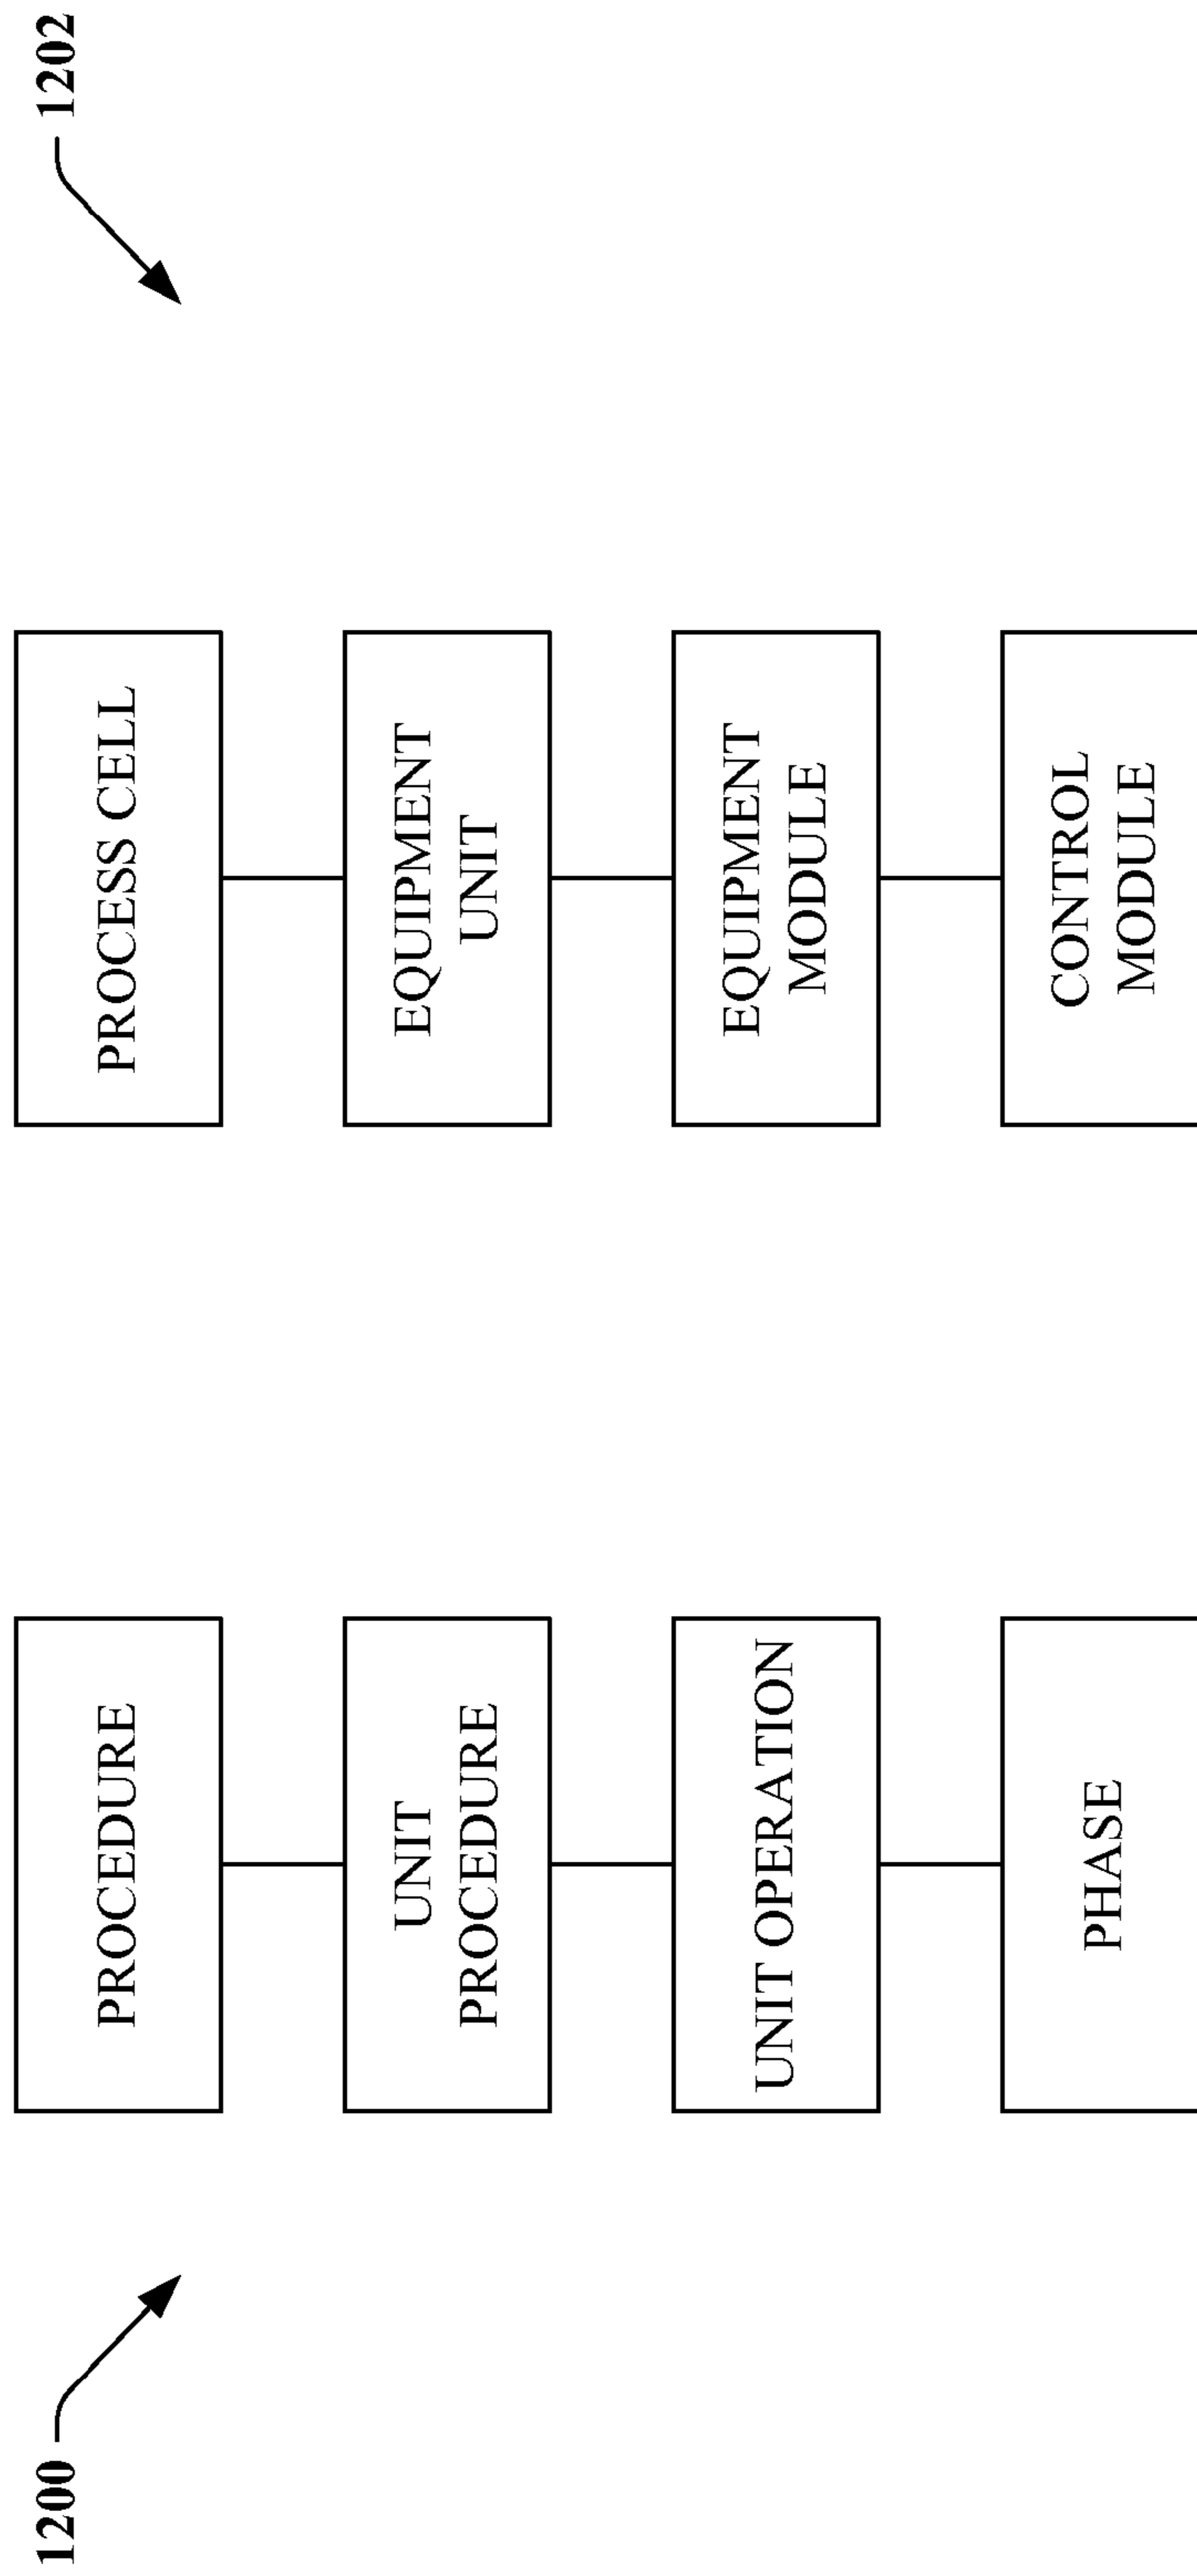 1200
1202
PROCEDURE
UNIT
PROCEDURE
UNIT OPERATION
PHASE
PROCESS CELL
EQUIPMENT
UNIT
EQUIPMENT
MODULE
CONTROL
MODULE